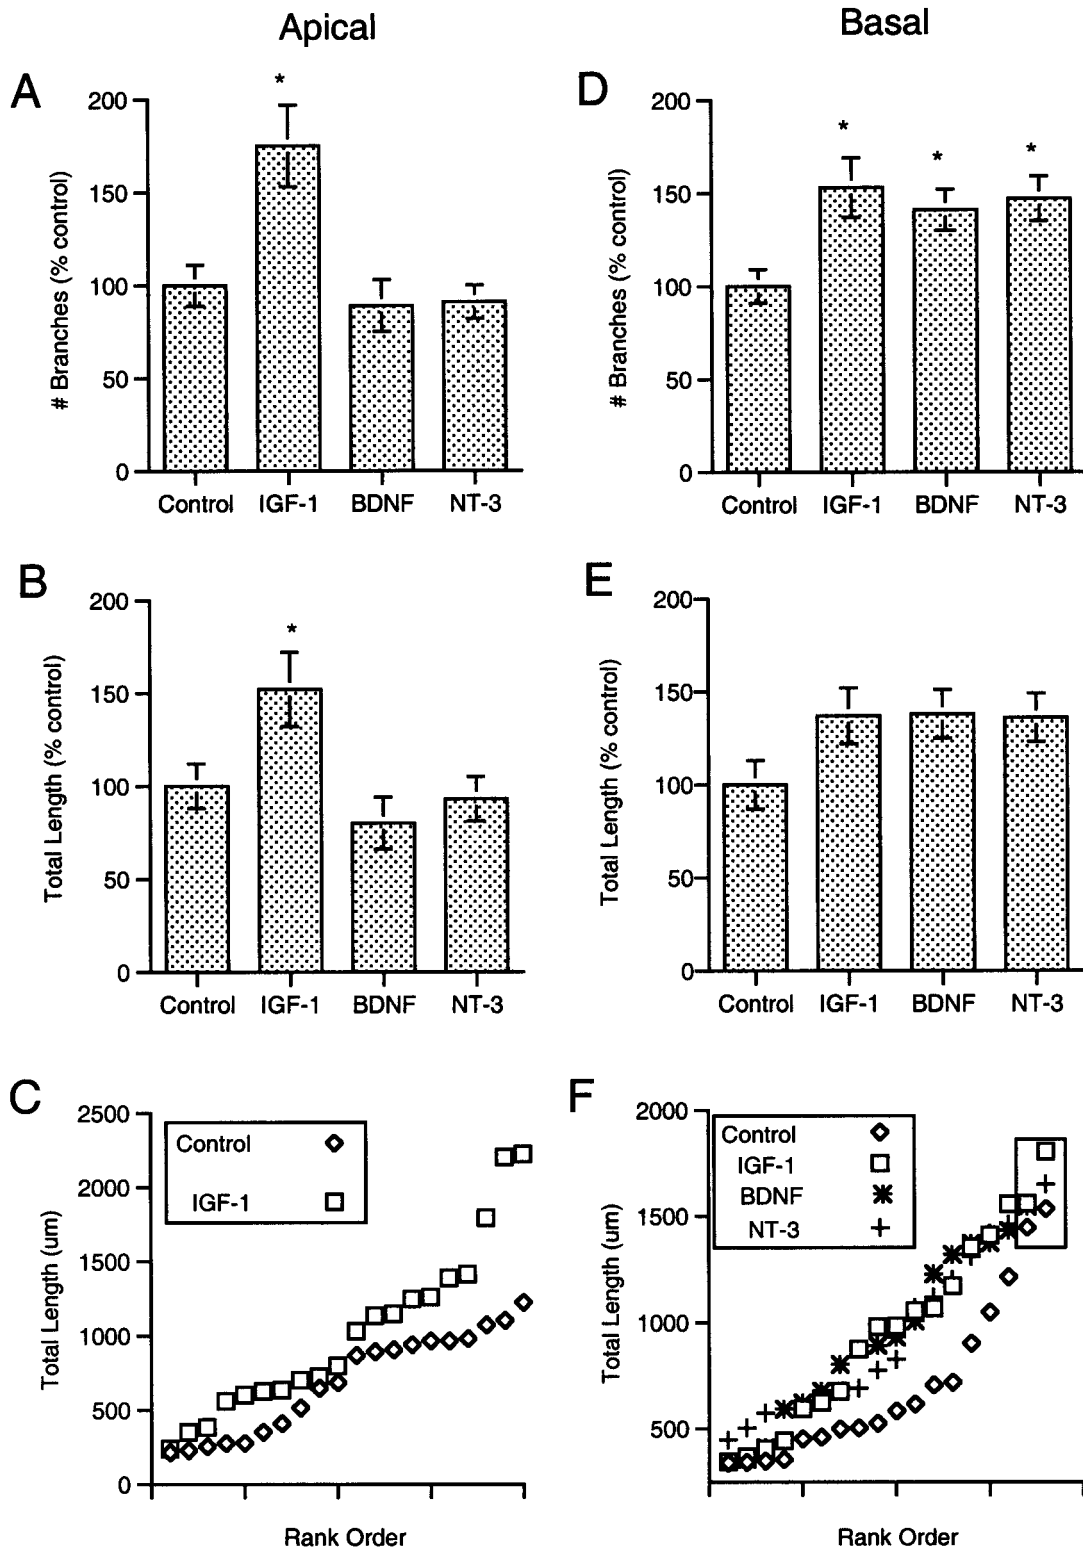 Apical
Basal
A
# Branches (% control)
200
150
100
50
0
*
Control IGF-1 BDNF NT-3
D
# Branches (% control)
200
150
100
50
0
* * *
Control IGF-1 BDNF NT-3
B
Total Length (% control)
200
150
100
50
0
*
Control IGF-1 BDNF NT-3
E
Total Length (% control)
200
150
100
50
0
Control IGF-1 BDNF NT-3
C
Total Length (um)
2500
2000
1500
1000
500
0
Control
IGF-1
Rank Order
F
Total Length (um)
2000
1500
1000
500
Control
IGF-1
BDNF
NT-3
Rank Order